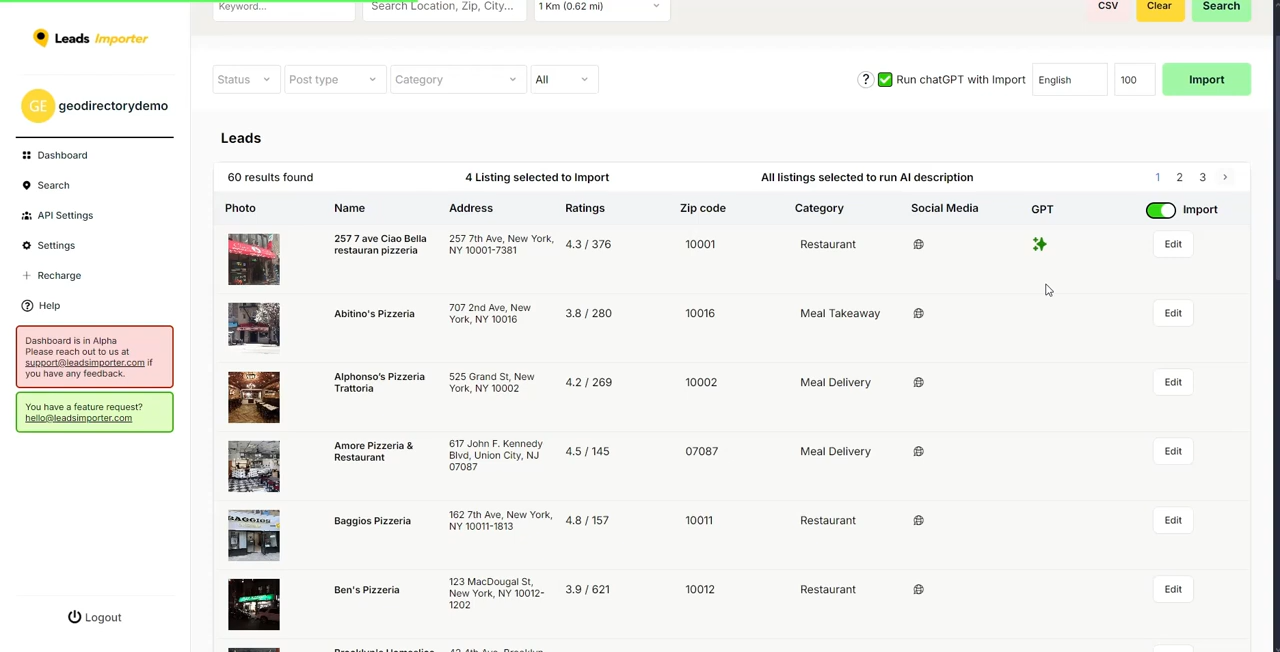 Keyword...
Search Location, Zip, City...
1 Km (0.62 mi)
CSV
Clear
Search
Leads Importer
GE
geodirectorydemo
Dashboard
Search
API Settings
Settings
Recharge
Help
Dashboard is in Alpha
Please reach out to us at
support@leadsimporter.com if
you have any feedback.
You have a feature request?
hello@leadsimporter.com
Logout
Status
Post type
Category
All
?
Run chatGPT with Import
English
100
Import
Leads
60 results found
4 Listing selected to Import
All listings selected to run AI description
1 2 3 >
Photo
Name
Address
Ratings
Zip code
Category
Social Media
GPT
Import
257 7 ave Ciao Bella
restauran pizzeria
257 7th Ave, New York,
NY 10001-7381
4.3 / 376
10001
Restaurant
Edit
Abitino's Pizzeria
707 2nd Ave, New
York, NY 10016
3.8 / 280
10016
Meal Takeaway
Edit
Alphonso's Pizzeria
Trattoria
525 Grand St, New
York, NY 10002
4.2 / 269
10002
Meal Delivery
Edit
Amore Pizzeria &
Restaurant
617 John F. Kennedy
Blvd, Union City, NJ
07087
4.5 / 145
07087
Meal Delivery
Edit
BAGGIOS
Baggios Pizzeria
162 7th Ave, New York,
NY 10011-1813
4.8 / 157
10011
Restaurant
Edit
Ben's Pizzeria
123 MacDougal St,
New York, NY 10012-
1202
3.9 / 621
10012
Restaurant
Edit